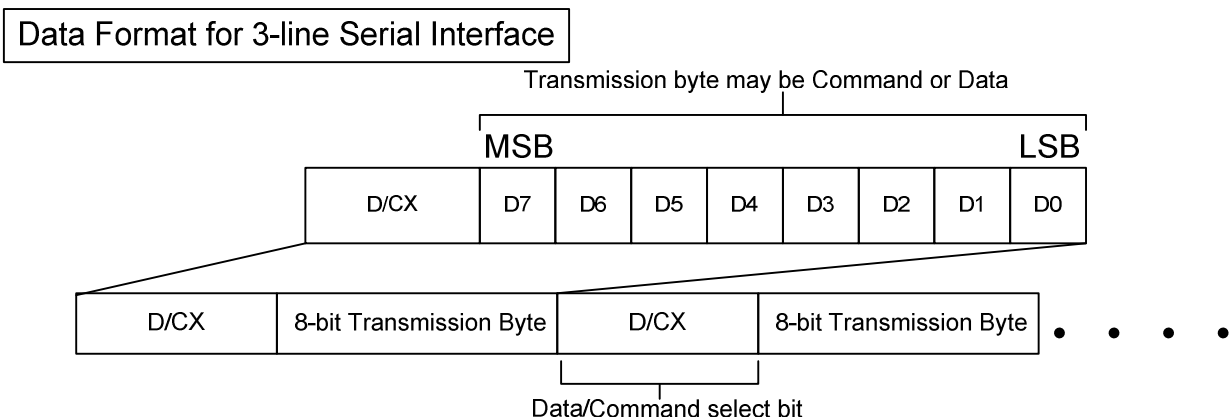 Data Format for 3-line Serial Interface
Transmission byte may be Command or Data
MSB LSB
D/CX D7 D6 D5 D4 D3 D2 D1 D0
D/CX 8-bit Transmission Byte D/CX 8-bit Transmission Byte
Data/Command select bit